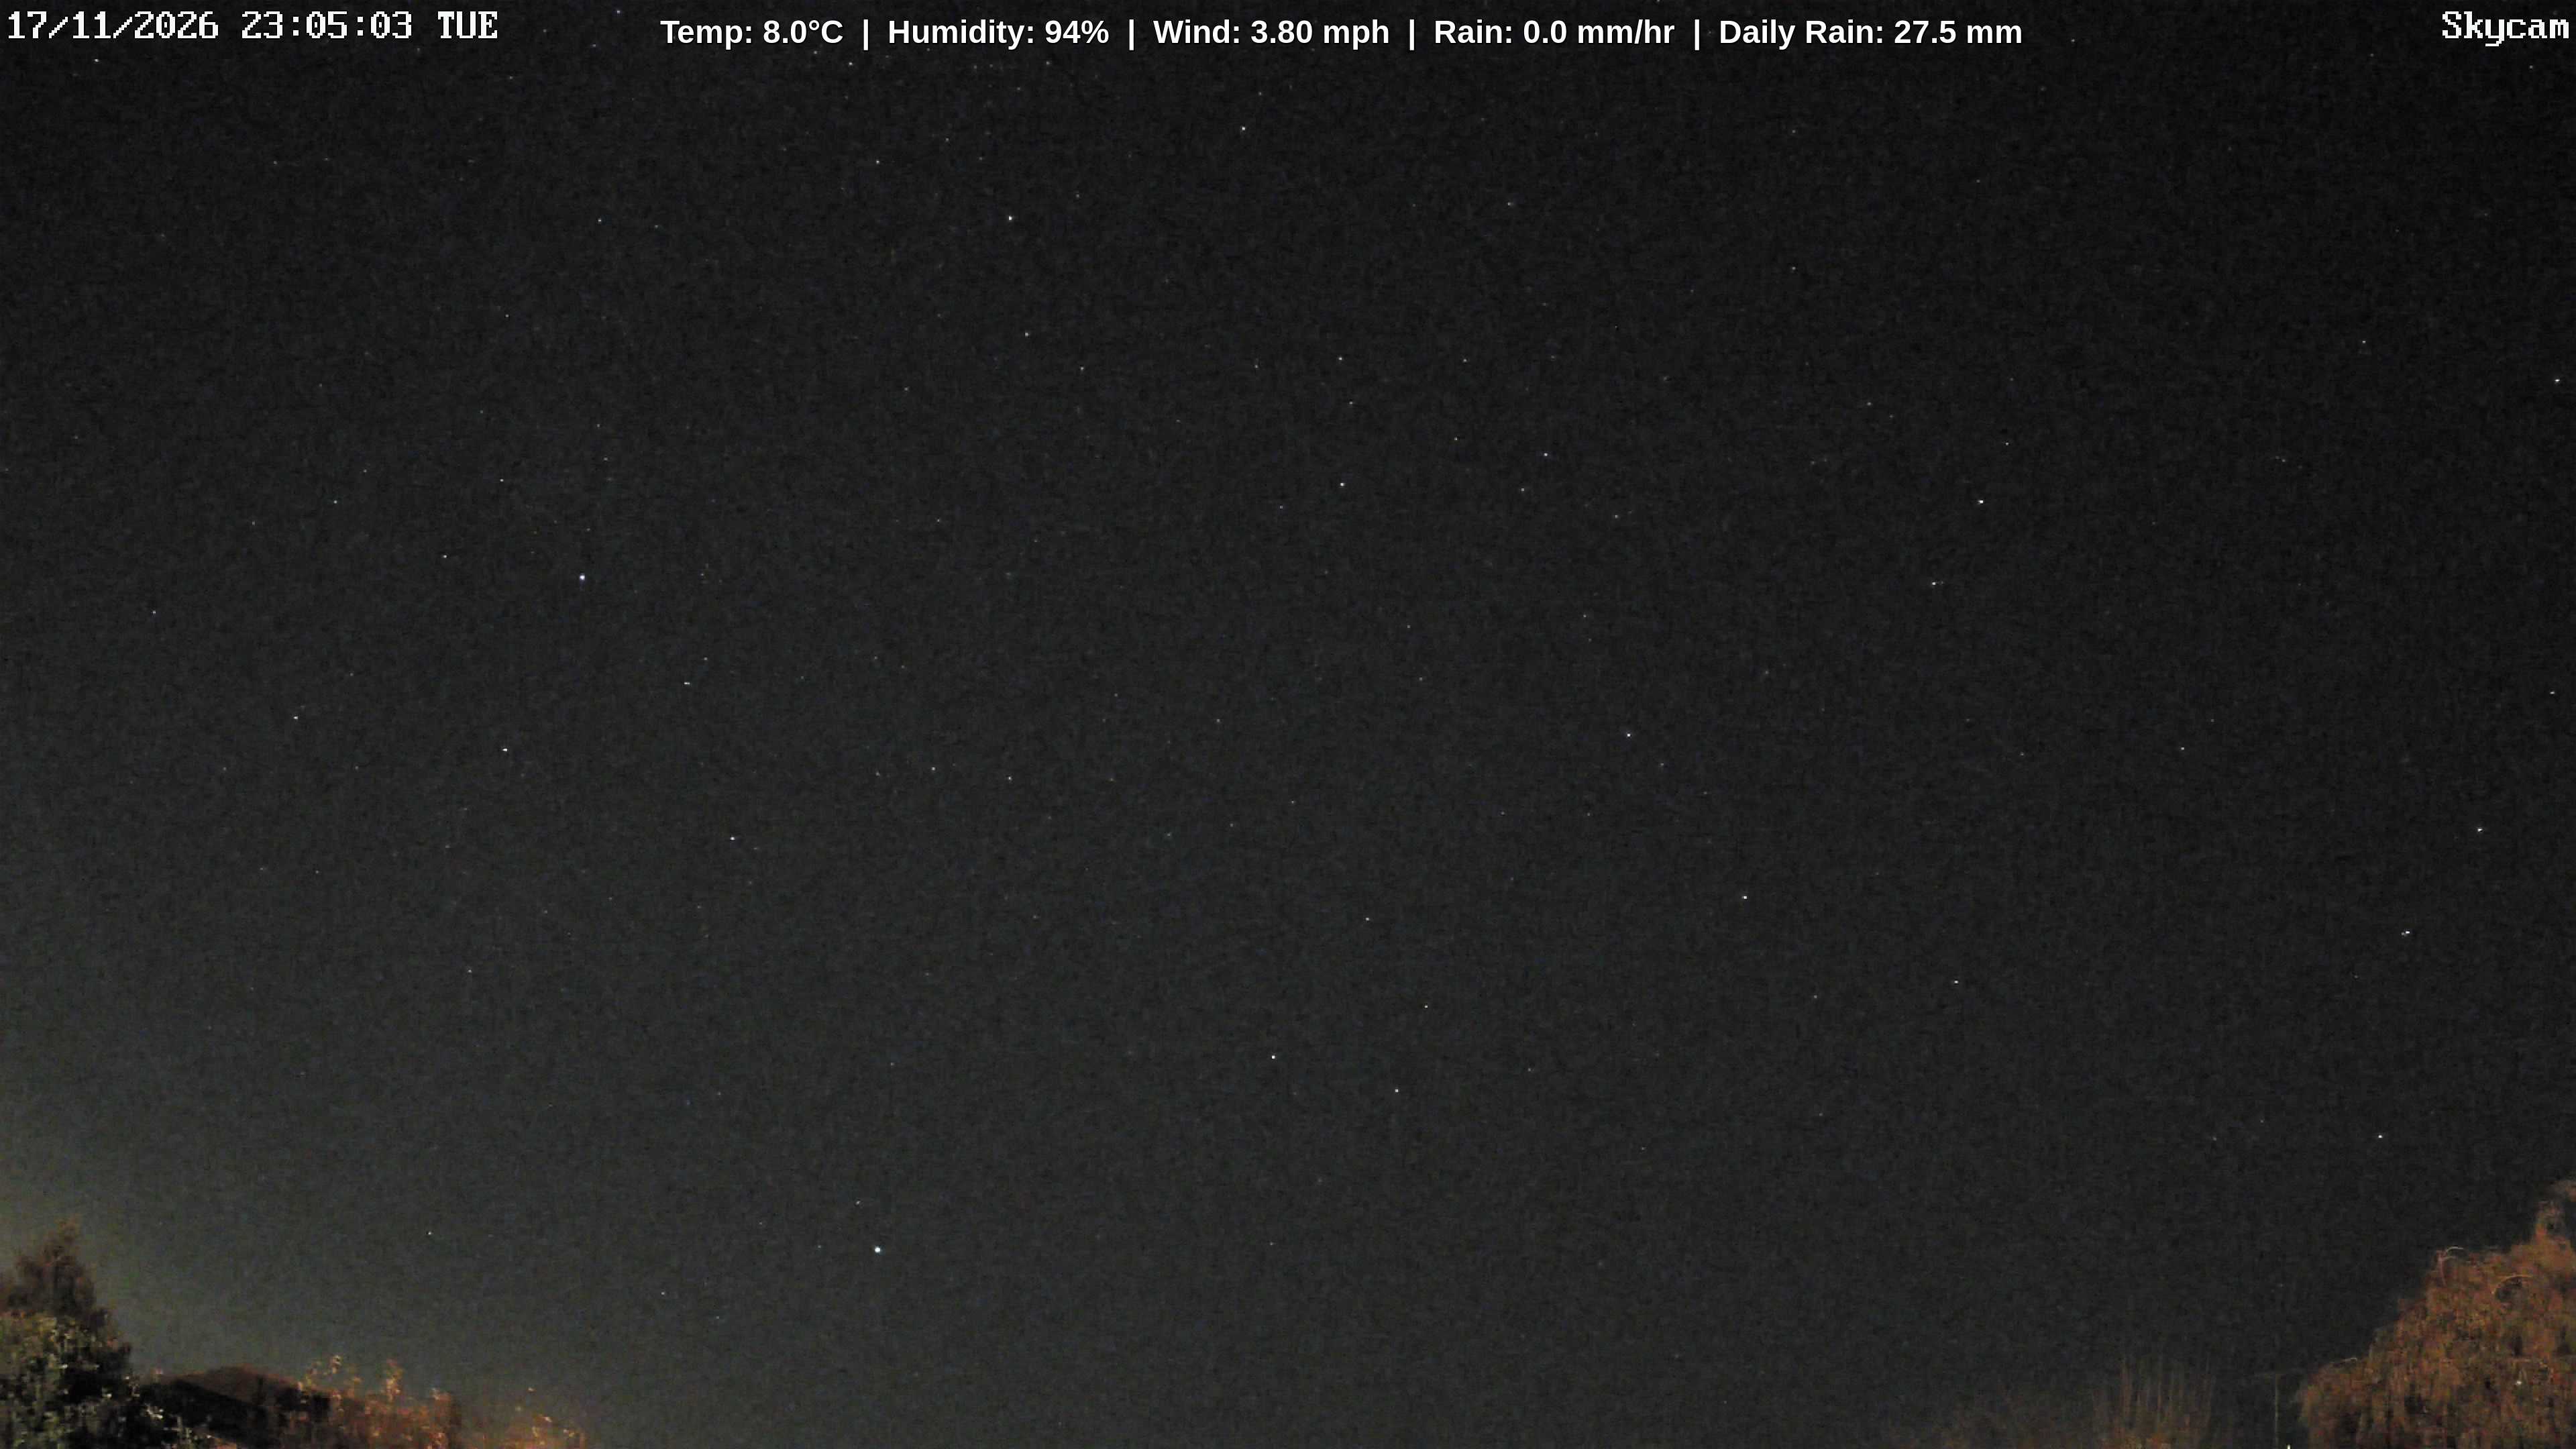 17/11/2026 23:05:03 TUE
Temp: 8.0°C | Humidity: 94% | Wind: 3.80 mph | Rain: 0.0 mm/hr | Daily Rain: 27.5 mm
Skycam